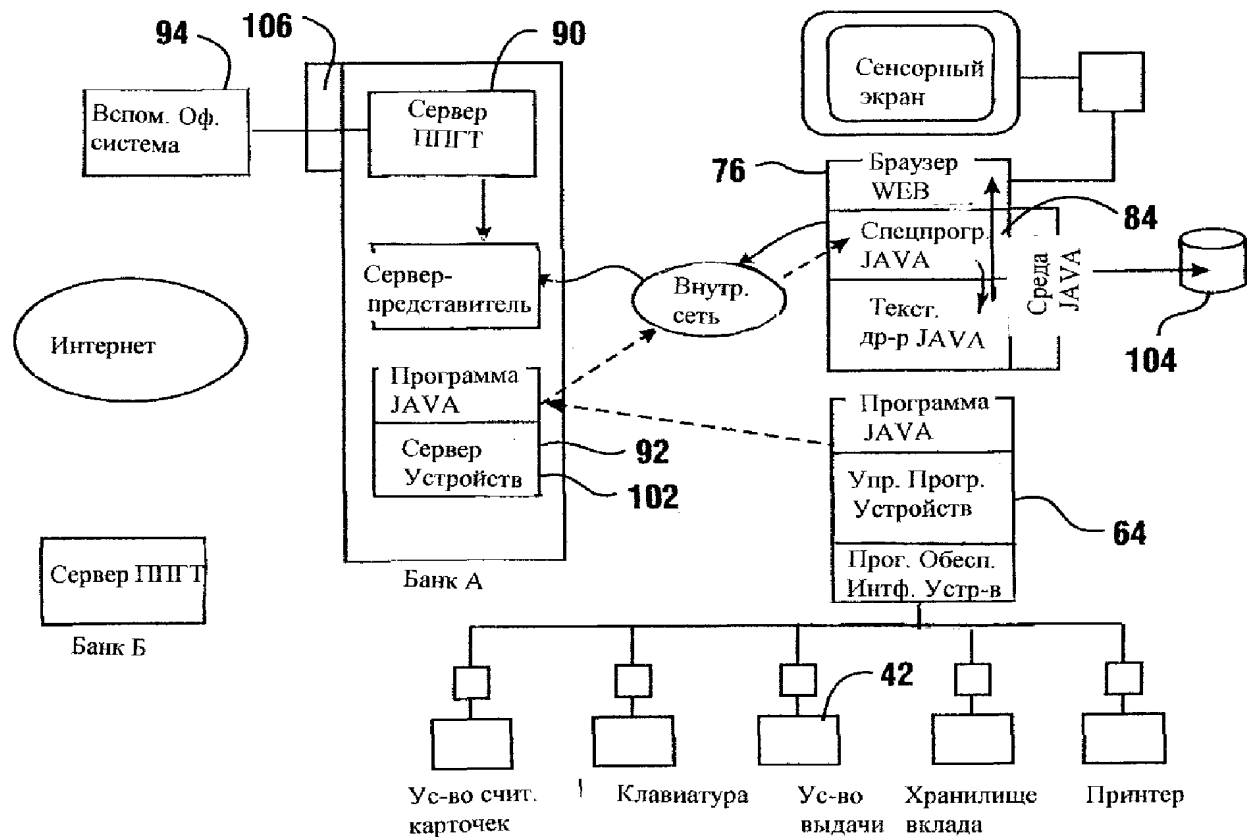 94
106
90
Вспом. Оф.
система
Сервер
ППГТ
Сенсорный
экран
76
Браузер
WEB
84
Спецпрогр.
JAVA
Среда
JAVA
104
Текст.
др-р JAVA
Сервер-
представитель
Внутр.
сеть
Интернет
Программа
JAVA
Сервер
Устройств
92
102
Банк А
Программа
JAVA
Упр. Прогр.
Устройств
64
Прог. Обесп.
Интф. Устр-в
Сервер ППГТ
Банк Б
42
Ус-во счит.
карточек
Клавиатура
Ус-во
выдачи
Хранилище
вклада
Принтер